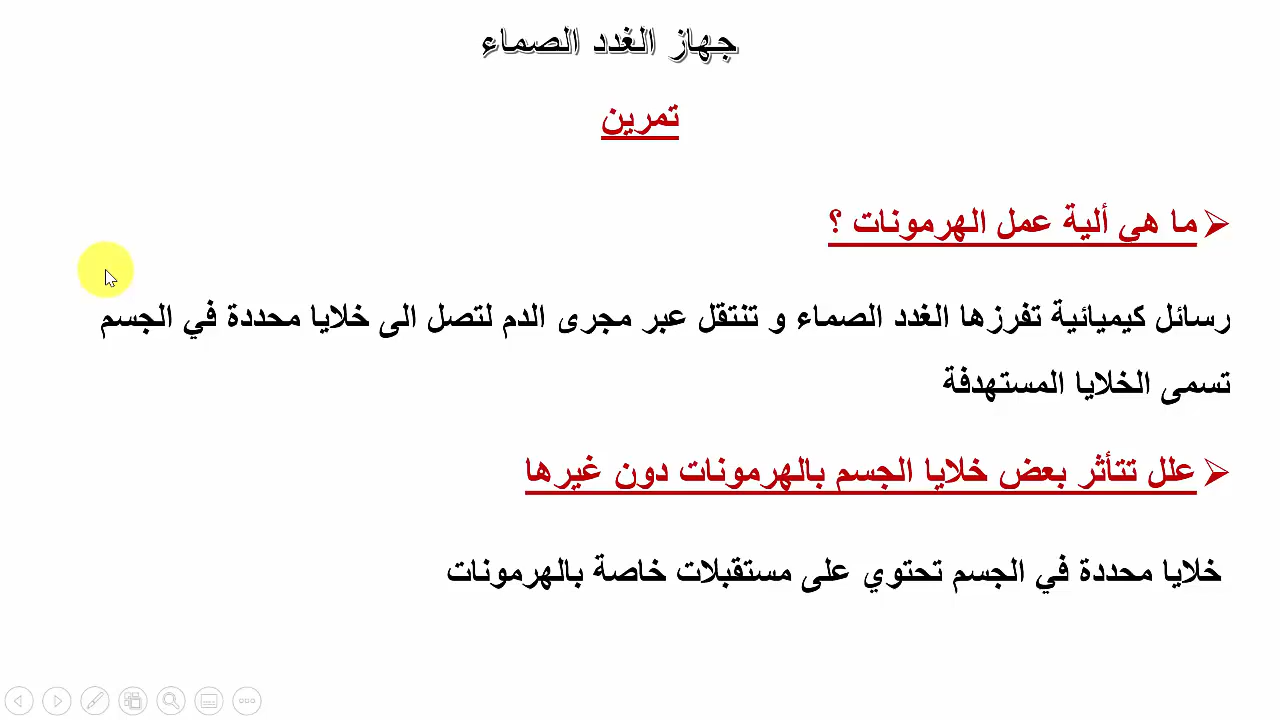 جهاز الغدد الصماء
تمرين
ما هي ألية عمل الهرمونات ؟
رسائل كيميائية تفرزها الغدد الصماء و تنتقل عبر مجرى الدم لتصل الى خلايا محددة في الجسم
تسمى الخلايا المستهدفة
علل تتأثر بعض خلايا الجسم بالهرمونات دون غيرها
خلايا محددة في الجسم تحتوي على مستقبلات خاصة بالهرمونات